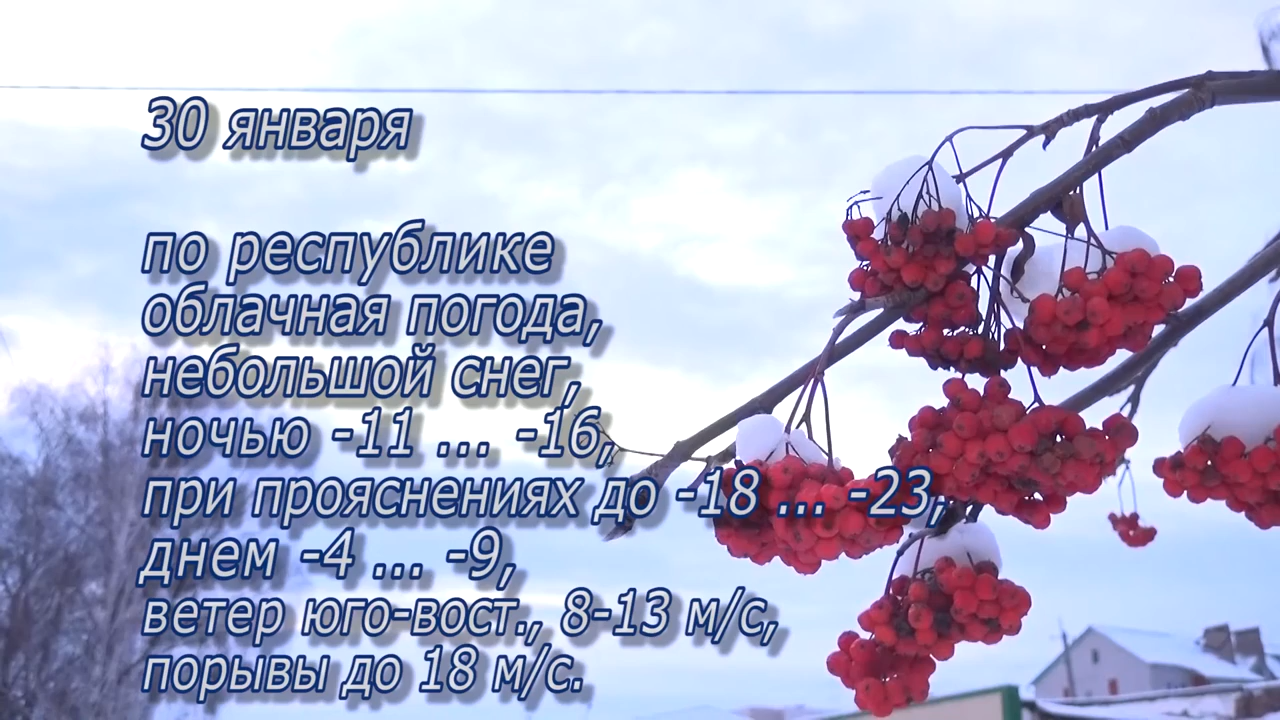 30 января
по республике
облачная погода,
небольшой снег,
ночью -11 ... -16,
при прояснениях до -18 ... -23,
днем -4 ... -9,
ветер юго-вост., 8-13 м/с,
порывы до 18 м/с.